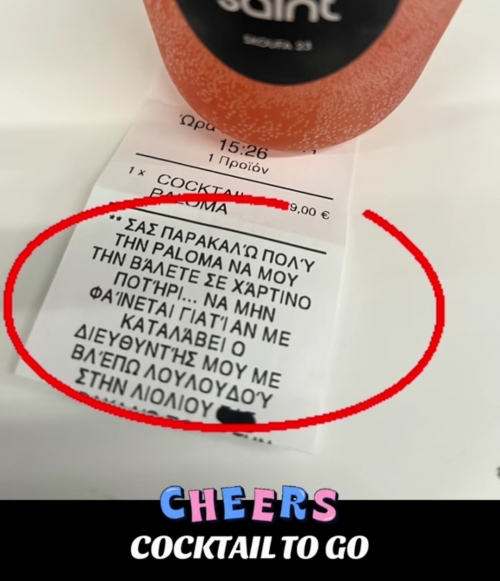 saint
SKOUFA 23
Ώρα
15:26
1 Προϊόν
1 x COCKTAIL 9,00 €
PALOMA
** ΣΑΣ ΠΑΡΑΚΑΛΏ ΠΟΛΎ
ΤΗΝ PALOMA ΝΑ ΜΟΥ
ΤΗΝ ΒΆΛΕΤΕ ΣΕ ΧΆΡΤΙΝΟ
ΠΟΤΉΡΙ... ΝΑ ΜΗΝ
ΦΑΊΝΕΤΑΙ ΓΙΑΤΊ ΑΝ ΜΕ
ΚΑΤΑΛΆΒΕΙ Ο
ΔΙΕΥΘΥΝΤΉΣ ΜΟΥ ΜΕ
ΒΛΈΠΩ ΛΟΥΛΟΥΔΟΎ
ΣΤΗΝ ΛΙΟΛΙΟΥ
CHEERS
COCKTAIL TO GO